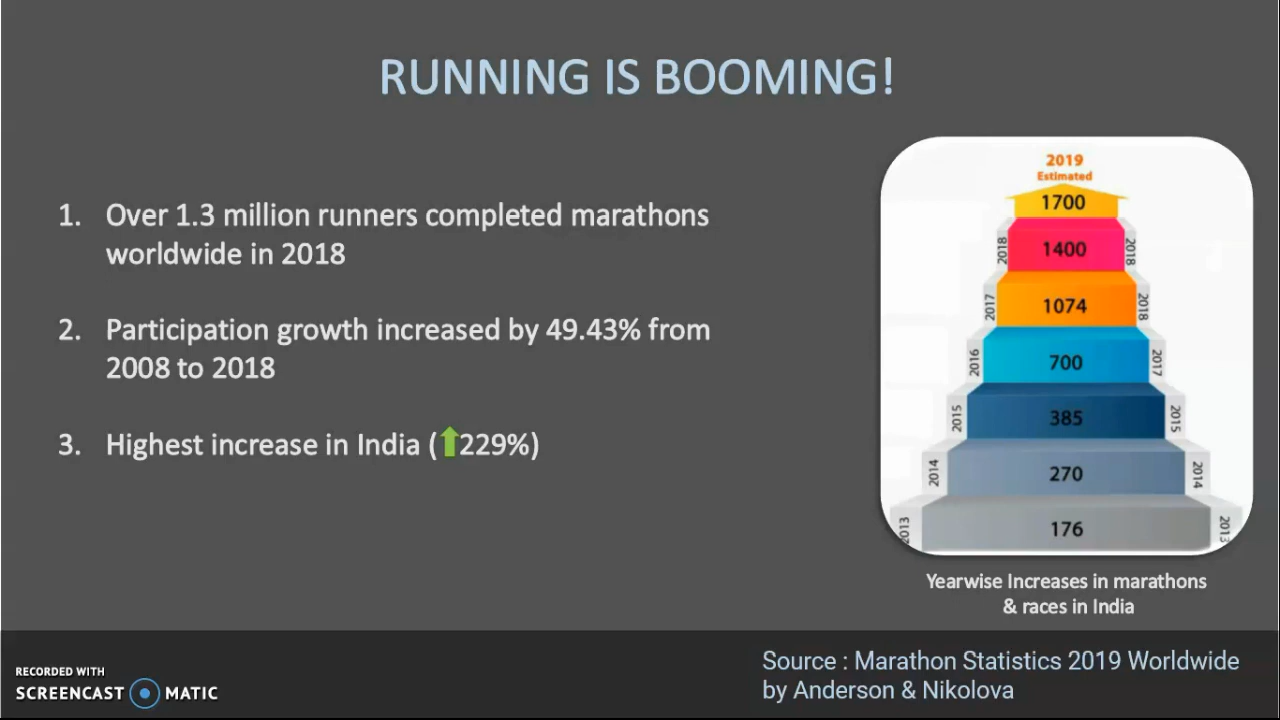 RUNNING IS BOOMING!
1. Over 1.3 million runners completed marathons
worldwide in 2018
2. Participation growth increased by 49.43% from
2008 to 2018
3. Highest increase in India (⬆229%)
2019
Estimated
1700
2018 1400 2018
2017 1074 2018
2016 700 2017
2015 385 2015
2014 270 2014
2013 176 2013
Yearwise Increases in marathons
& races in India
Source : Marathon Statistics 2019 Worldwide
by Anderson & Nikolova
RECORDED WITH
SCREENCAST MATIC